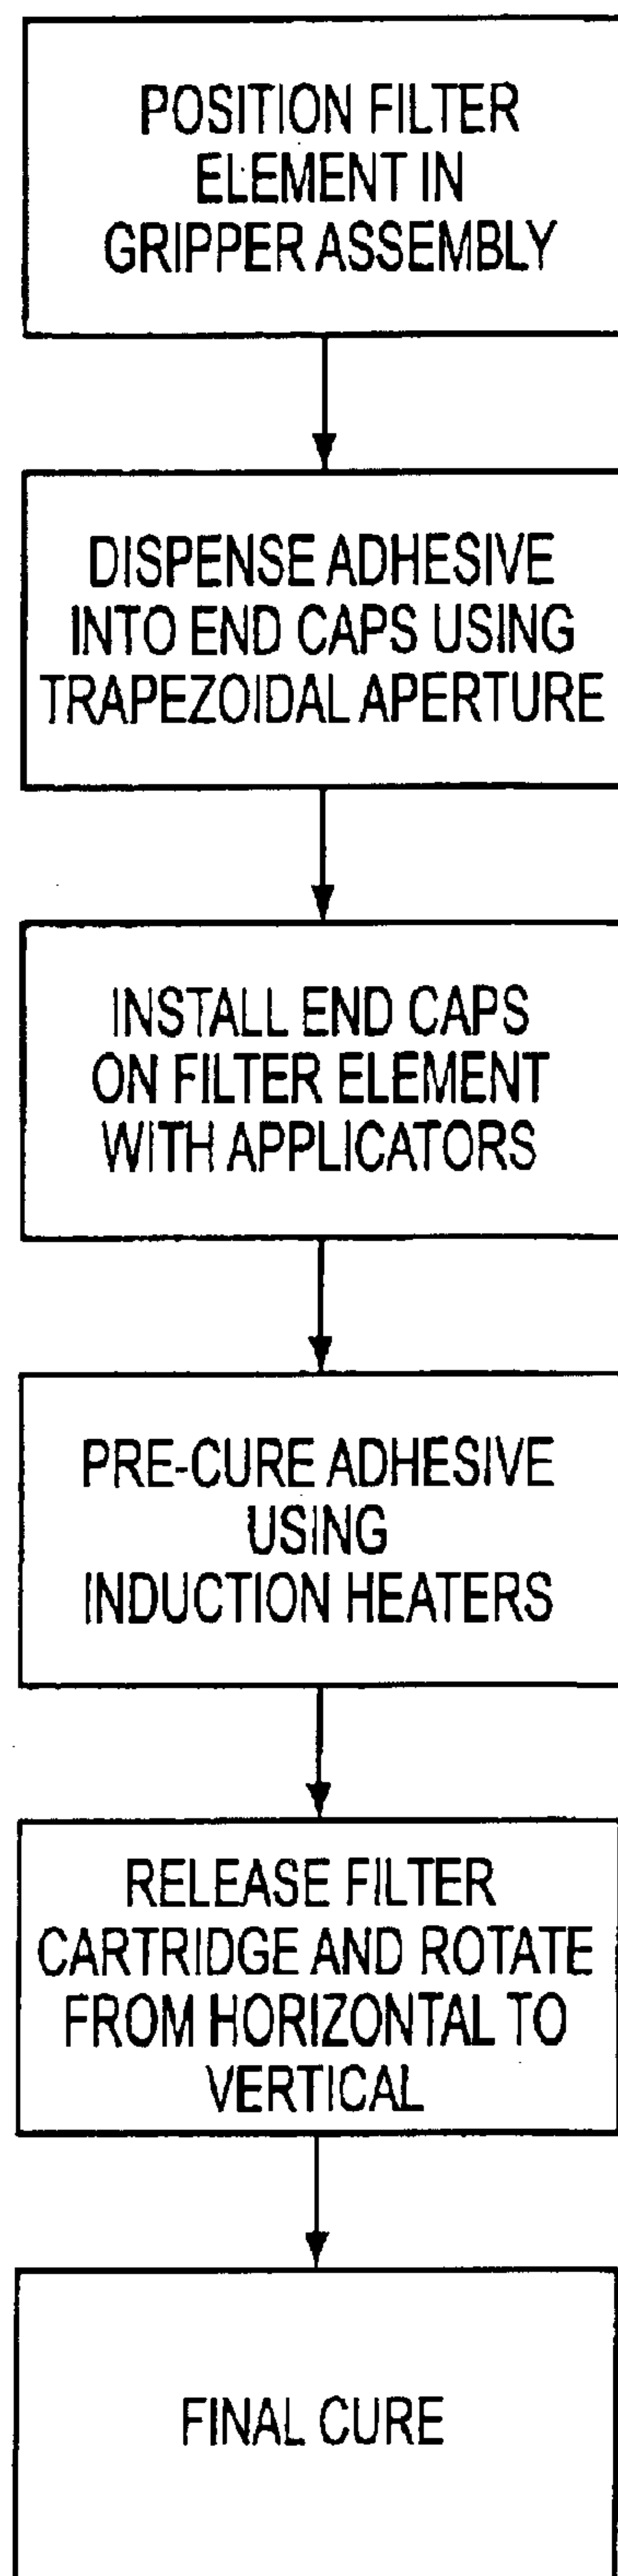 POSITION FILTER
ELEMENT IN
GRIPPER ASSEMBLY
DISPENSE ADHESIVE
INTO END CAPS USING
TRAPEZOIDAL APERTURE
INSTALL END CAPS
ON FILTER ELEMENT
WITH APPLICATORS
PRE-CURE ADHESIVE
USING
INDUCTION HEATERS
RELEASE FILTER
CARTRIDGE AND ROTATE
FROM HORIZONTAL TO
VERTICAL
FINAL CURE